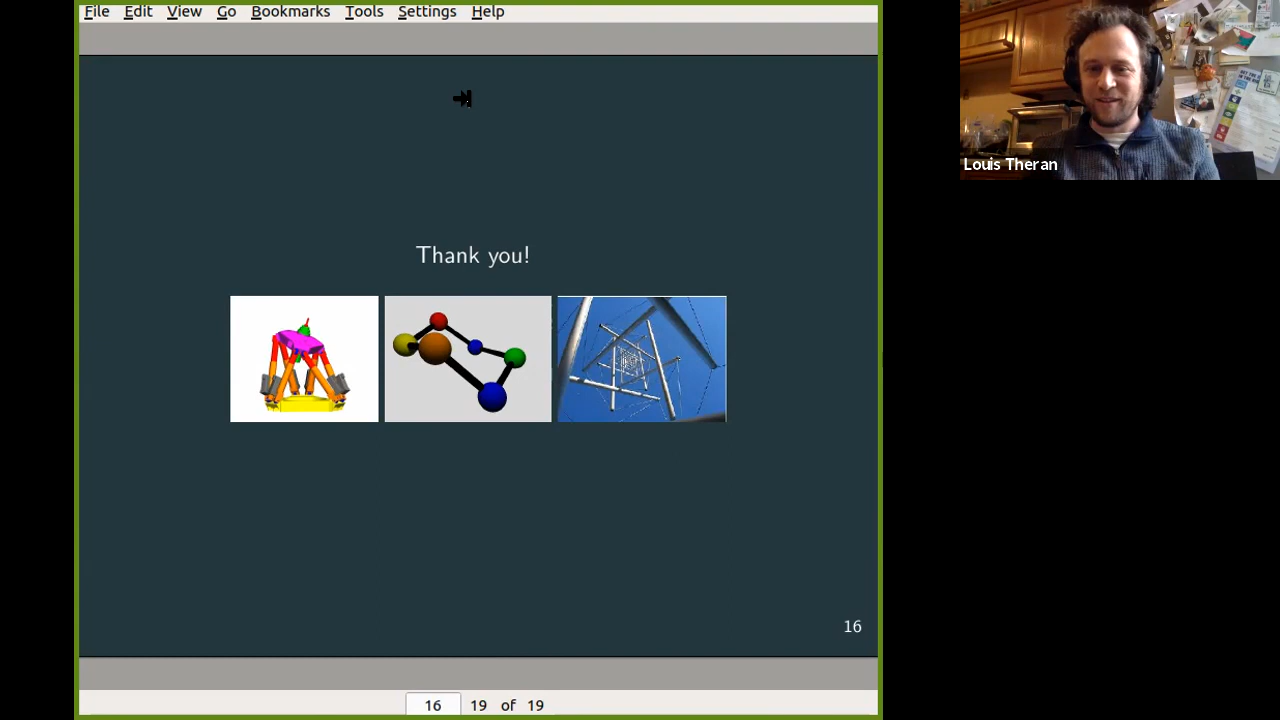 File Edit View Go Bookmarks Tools Settings Help
Louis Theran
Thank you!
16
16 19 of 19